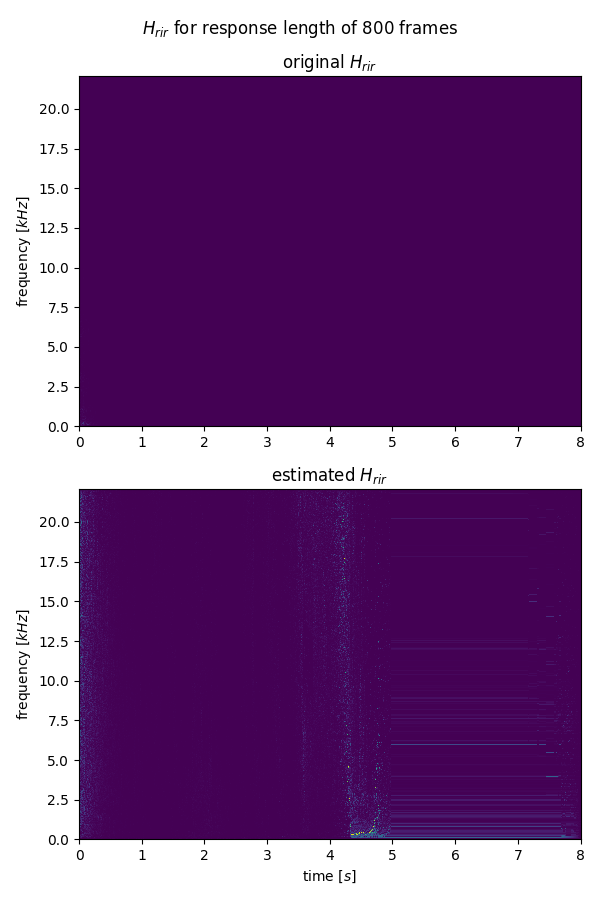 H_rir for response length of 800 frames
original H_rir
frequency [kHz]
20.0
17.5
15.0
12.5
10.0
7.5
5.0
2.5
0.0
0 1 2 3 4 5 6 7 8
estimated H_rir
frequency [kHz]
20.0
17.5
15.0
12.5
10.0
7.5
5.0
2.5
0.0
0 1 2 3 4 5 6 7 8
time [s]